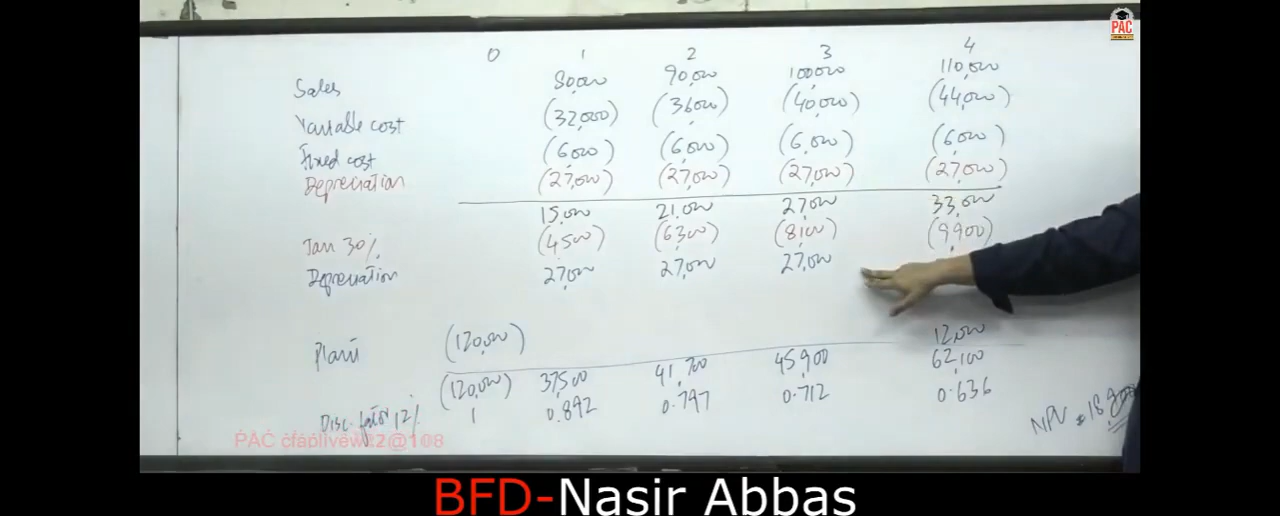 PAC
0 1 2 3 4
Sales 80,000 90,000 100,000 110,000
Variable cost (32,000) (36,000) (40,000) (44,000)
Fixed cost (6,000) (6,000) (6,000) (6,000)
Depreciation (27,000) (27,000) (27,000) (27,000)
15,000 21,000 27,000 33,000
Tax 30% (4500) (6300) (8,100) (9,900)
Depreciation 27,000 27,000 27,000
Plant (120,000) 12,000
(120,000) 37,500 41,700 45,900 62,100
Disc. factor 12% 1 0.892 0.797 0.712 0.636
NPV =
BFD-Nasir Abbas